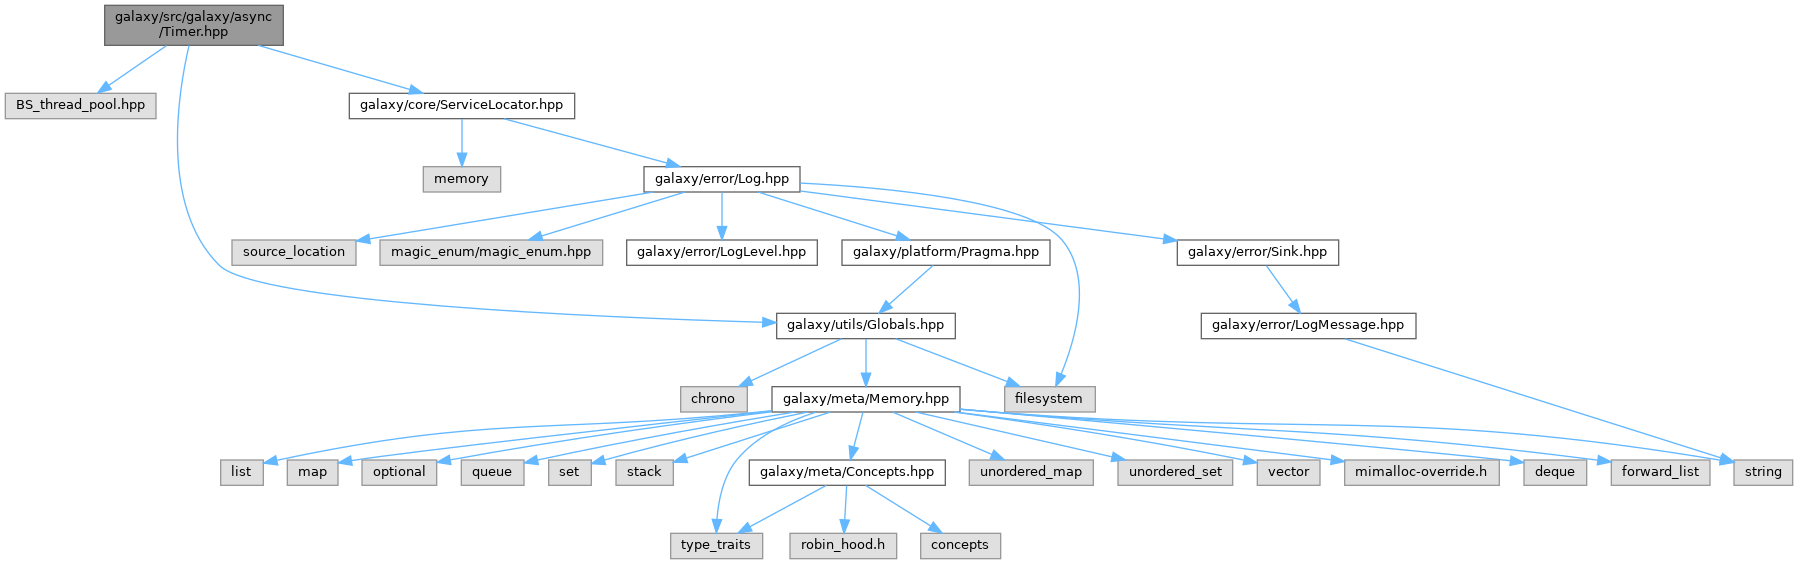 galaxy/src/galaxy/async
/Timer.hpp
BS_thread_pool.hpp
galaxy/core/ServiceLocator.hpp
memory
galaxy/error/Log.hpp
source_location
magic_enum/magic_enum.hpp
galaxy/error/LogLevel.hpp
galaxy/platform/Pragma.hpp
galaxy/error/Sink.hpp
galaxy/utils/Globals.hpp
galaxy/error/LogMessage.hpp
chrono
galaxy/meta/Memory.hpp
filesystem
list
map
optional
queue
set
stack
galaxy/meta/Concepts.hpp
unordered_map
unordered_set
vector
mimalloc-override.h
deque
forward_list
string
type_traits
robin_hood.h
concepts